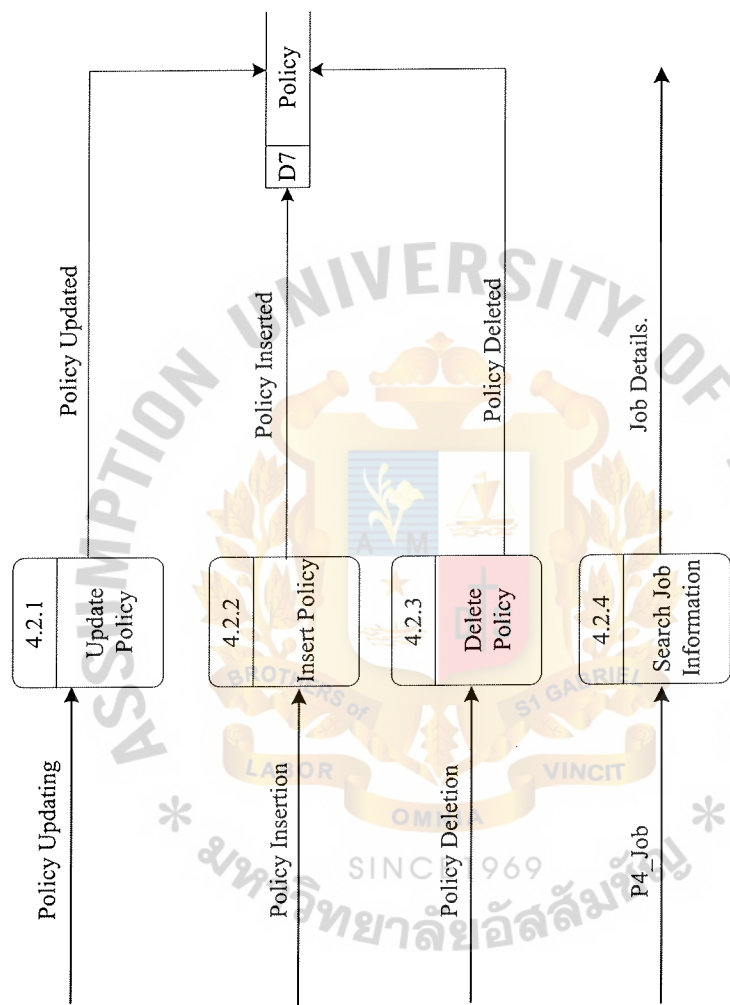 Policy Updating
4.2.1
Update
Policy
Policy Updated
Policy Insertion
4.2.2
Insert Policy
Policy Inserted
D7
Policy
Policy Deletion
4.2.3
Delete
Policy
Policy Deleted
P4_Job
4.2.4
Search Job
Information
Job Details.
ASSUMPTION UNIVERSITY OF
A M
BROTHERS of
ST GABRIEL
LABOR
OMNIA
VINCIT
SINCE 1969
มหาวิทยาลัยอัสสัมชัญ